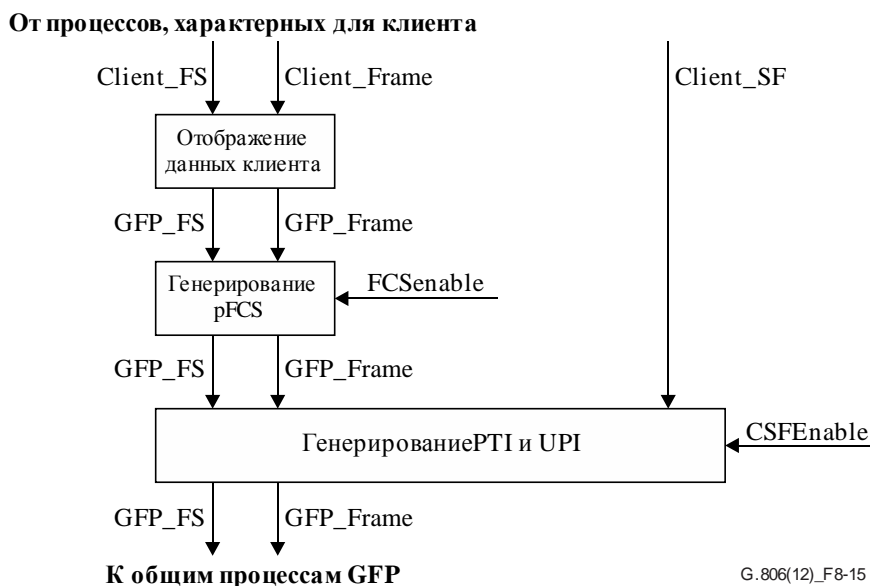 От процессов, характерных для клиента
Client_FS
Client_Frame
Client_SF
Отображение
данных клиента
GFP_FS
GFP_Frame
Генерирование
pFCS
FCSenable
GFP_FS
GFP_Frame
ГенерированиеPTI и UPI
CSFEnable
GFP_FS
GFP_Frame
К общим процессам GFP
G.806(12)_F8-15